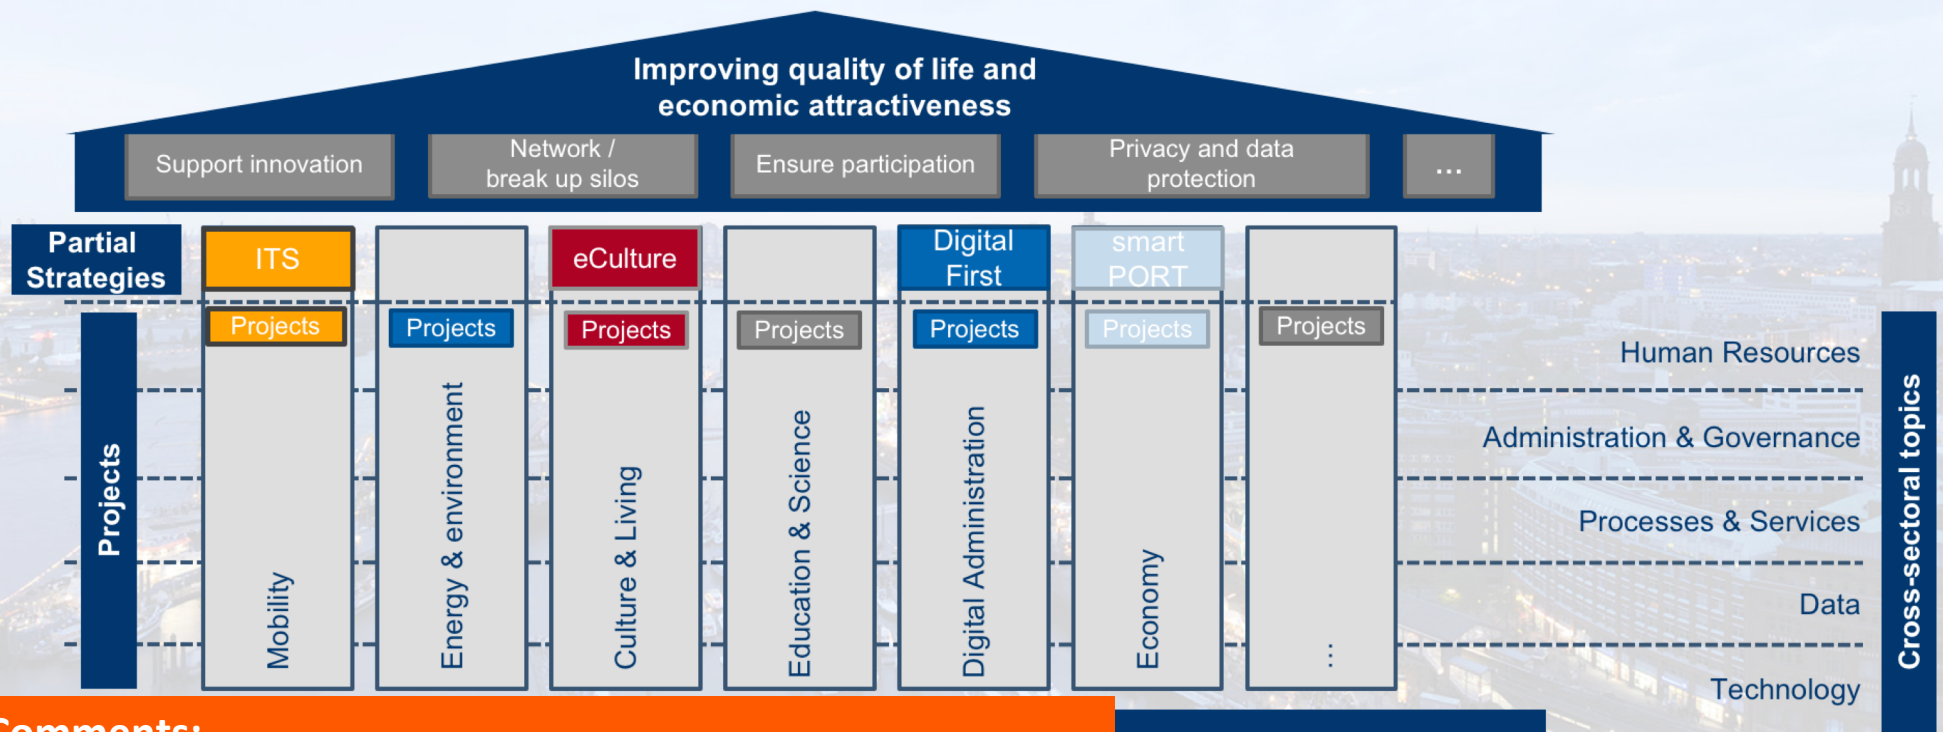 Improving quality of life and
economic attractiveness
Support innovation
Network /
break up silos
Ensure participation
Privacy and data
protection
...
Partial
Strategies
ITS
eCulture
Digital
First
smart
PORT
Projects
Projects
Projects
Projects
Projects
Projects
Projects
Projects
Mobility
Energy & environment
Culture & Living
Education & Science
Digital Administration
Economy
...
Human Resources
Administration & Governance
Processes & Services
Data
Technology
Cross-sectoral topics
Comments: